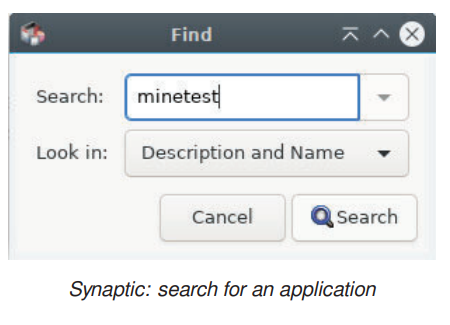 Find
Search: minetest
Look in: Description and Name
Cancel Search
Synaptic: search for an application